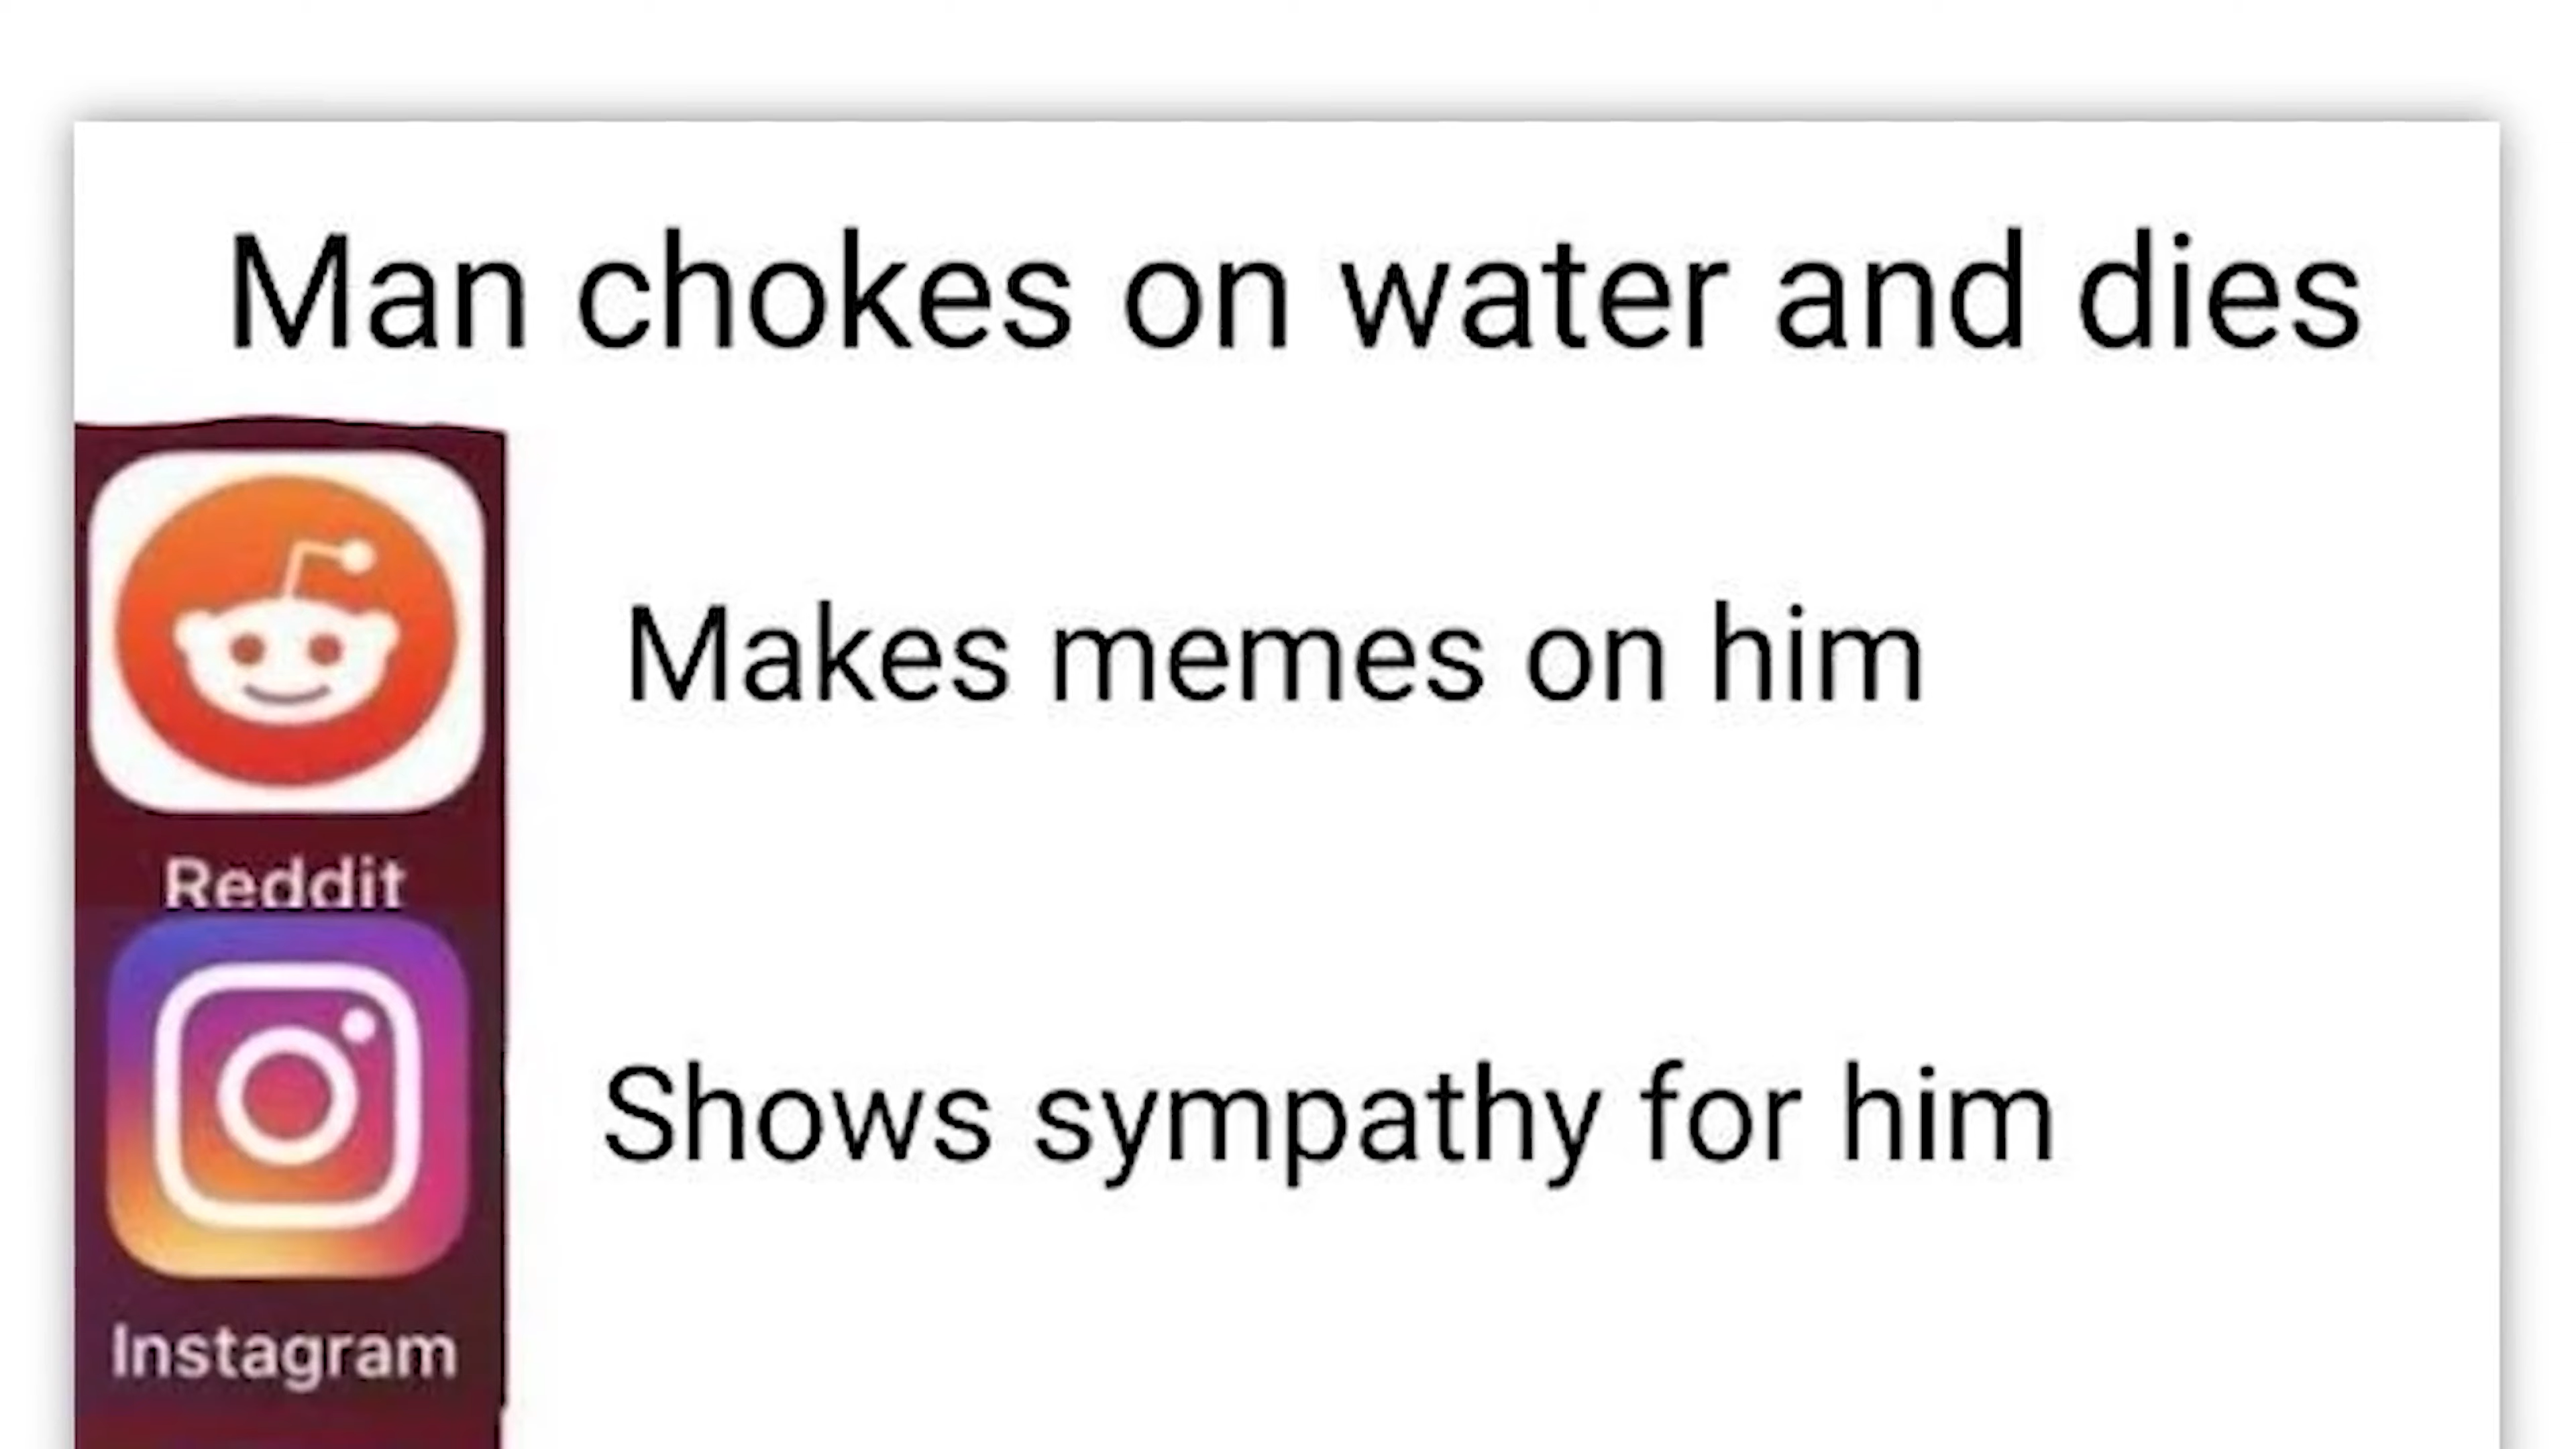 Man chokes on water and dies
Makes memes on him
Reddit
Shows sympathy for him
Instagram